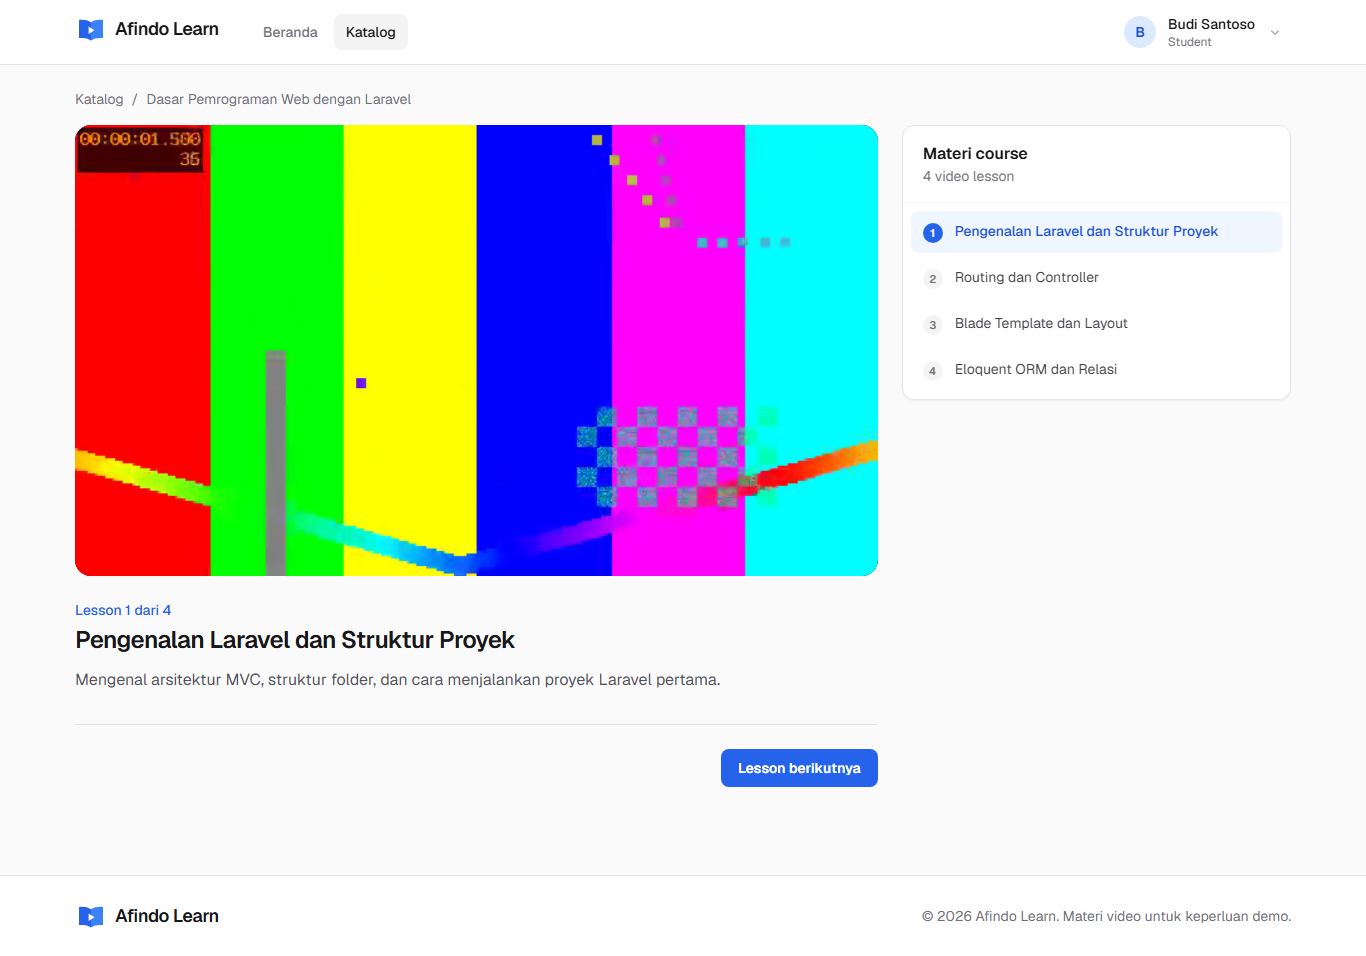 Afindo Learn
Beranda
Katalog
B
Budi Santoso
Student
Katalog / Dasar Pemrograman Web dengan Laravel
00:00:01.500
35
Lesson 1 dari 4
Pengenalan Laravel dan Struktur Proyek
Mengenal arsitektur MVC, struktur folder, dan cara menjalankan proyek Laravel pertama.
Lesson berikutnya
Materi course
4 video lesson
1 Pengenalan Laravel dan Struktur Proyek
2 Routing dan Controller
3 Blade Template dan Layout
4 Eloquent ORM dan Relasi
Afindo Learn
© 2026 Afindo Learn. Materi video untuk keperluan demo.